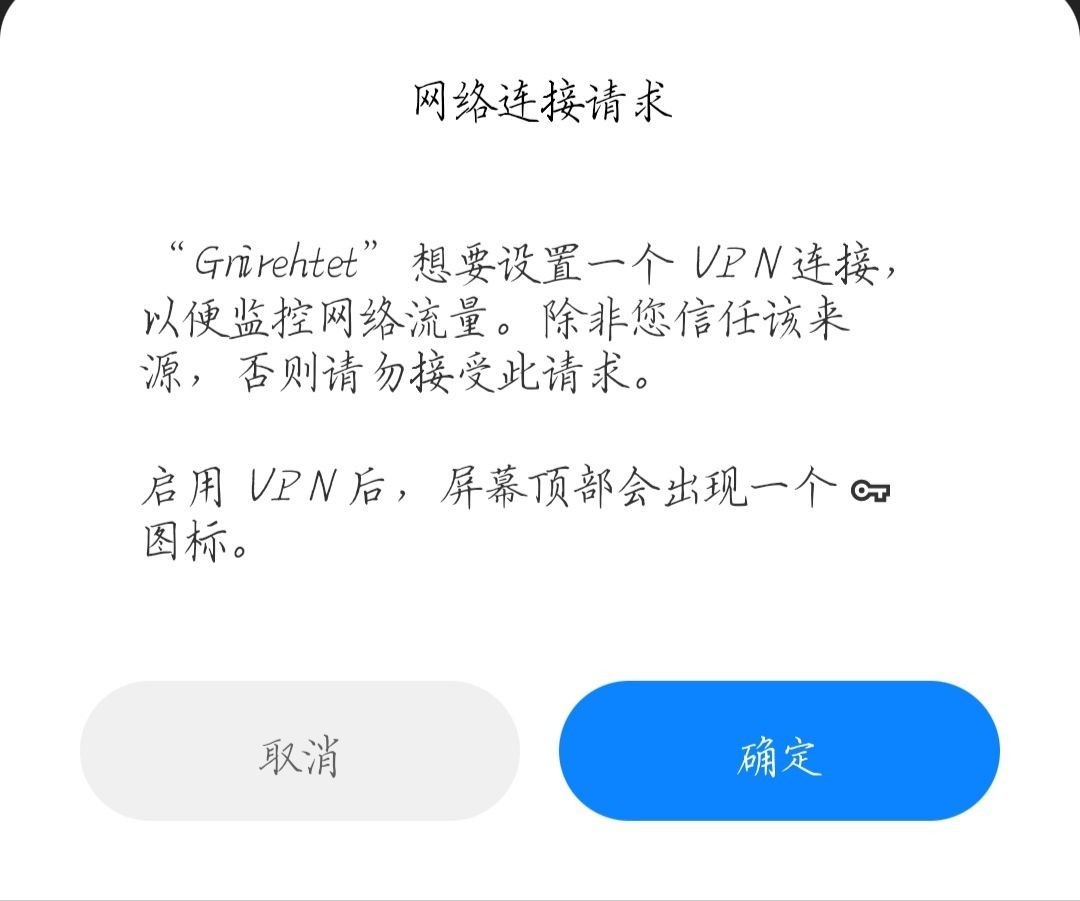 网络连接请求
“Gnirehtet”想要设置一个 VPN 连接，
以便监控网络流量。除非您信任该来
源，否则请勿接受此请求。
启用 VPN 后，屏幕顶部会出现一个
图标。
取消 确定